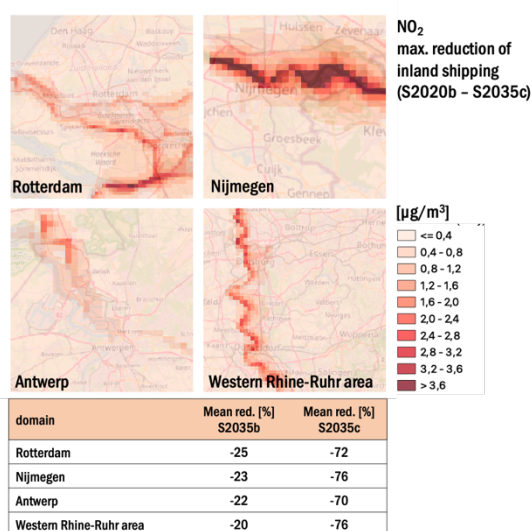 NO2
max. reduction of
inland shipping
(S2020b – S2035c)
Den Haag
Rotterdam
Rotterdam
Huissen Zevenaar
Nijmegen
Groesbeek
Kle
Cuijk
Gennep
Nijmegen
[µg/m³]
<= 0,4
0,4 - 0,8
0,8 - 1,2
1,2 - 1,6
1,6 - 2,0
2,0 - 2,4
2,4 - 2,8
2,8 - 3,2
3,2 - 3,6
> 3,6
Antwerpen
Antwerp
Bottrop
Essen
Western Rhine-Ruhr area
domain Mean red. [%] Mean red. [%]
S2035b S2035c
Rotterdam -25 -72
Nijmegen -23 -76
Antwerp -22 -70
Western Rhine-Ruhr area -20 -76